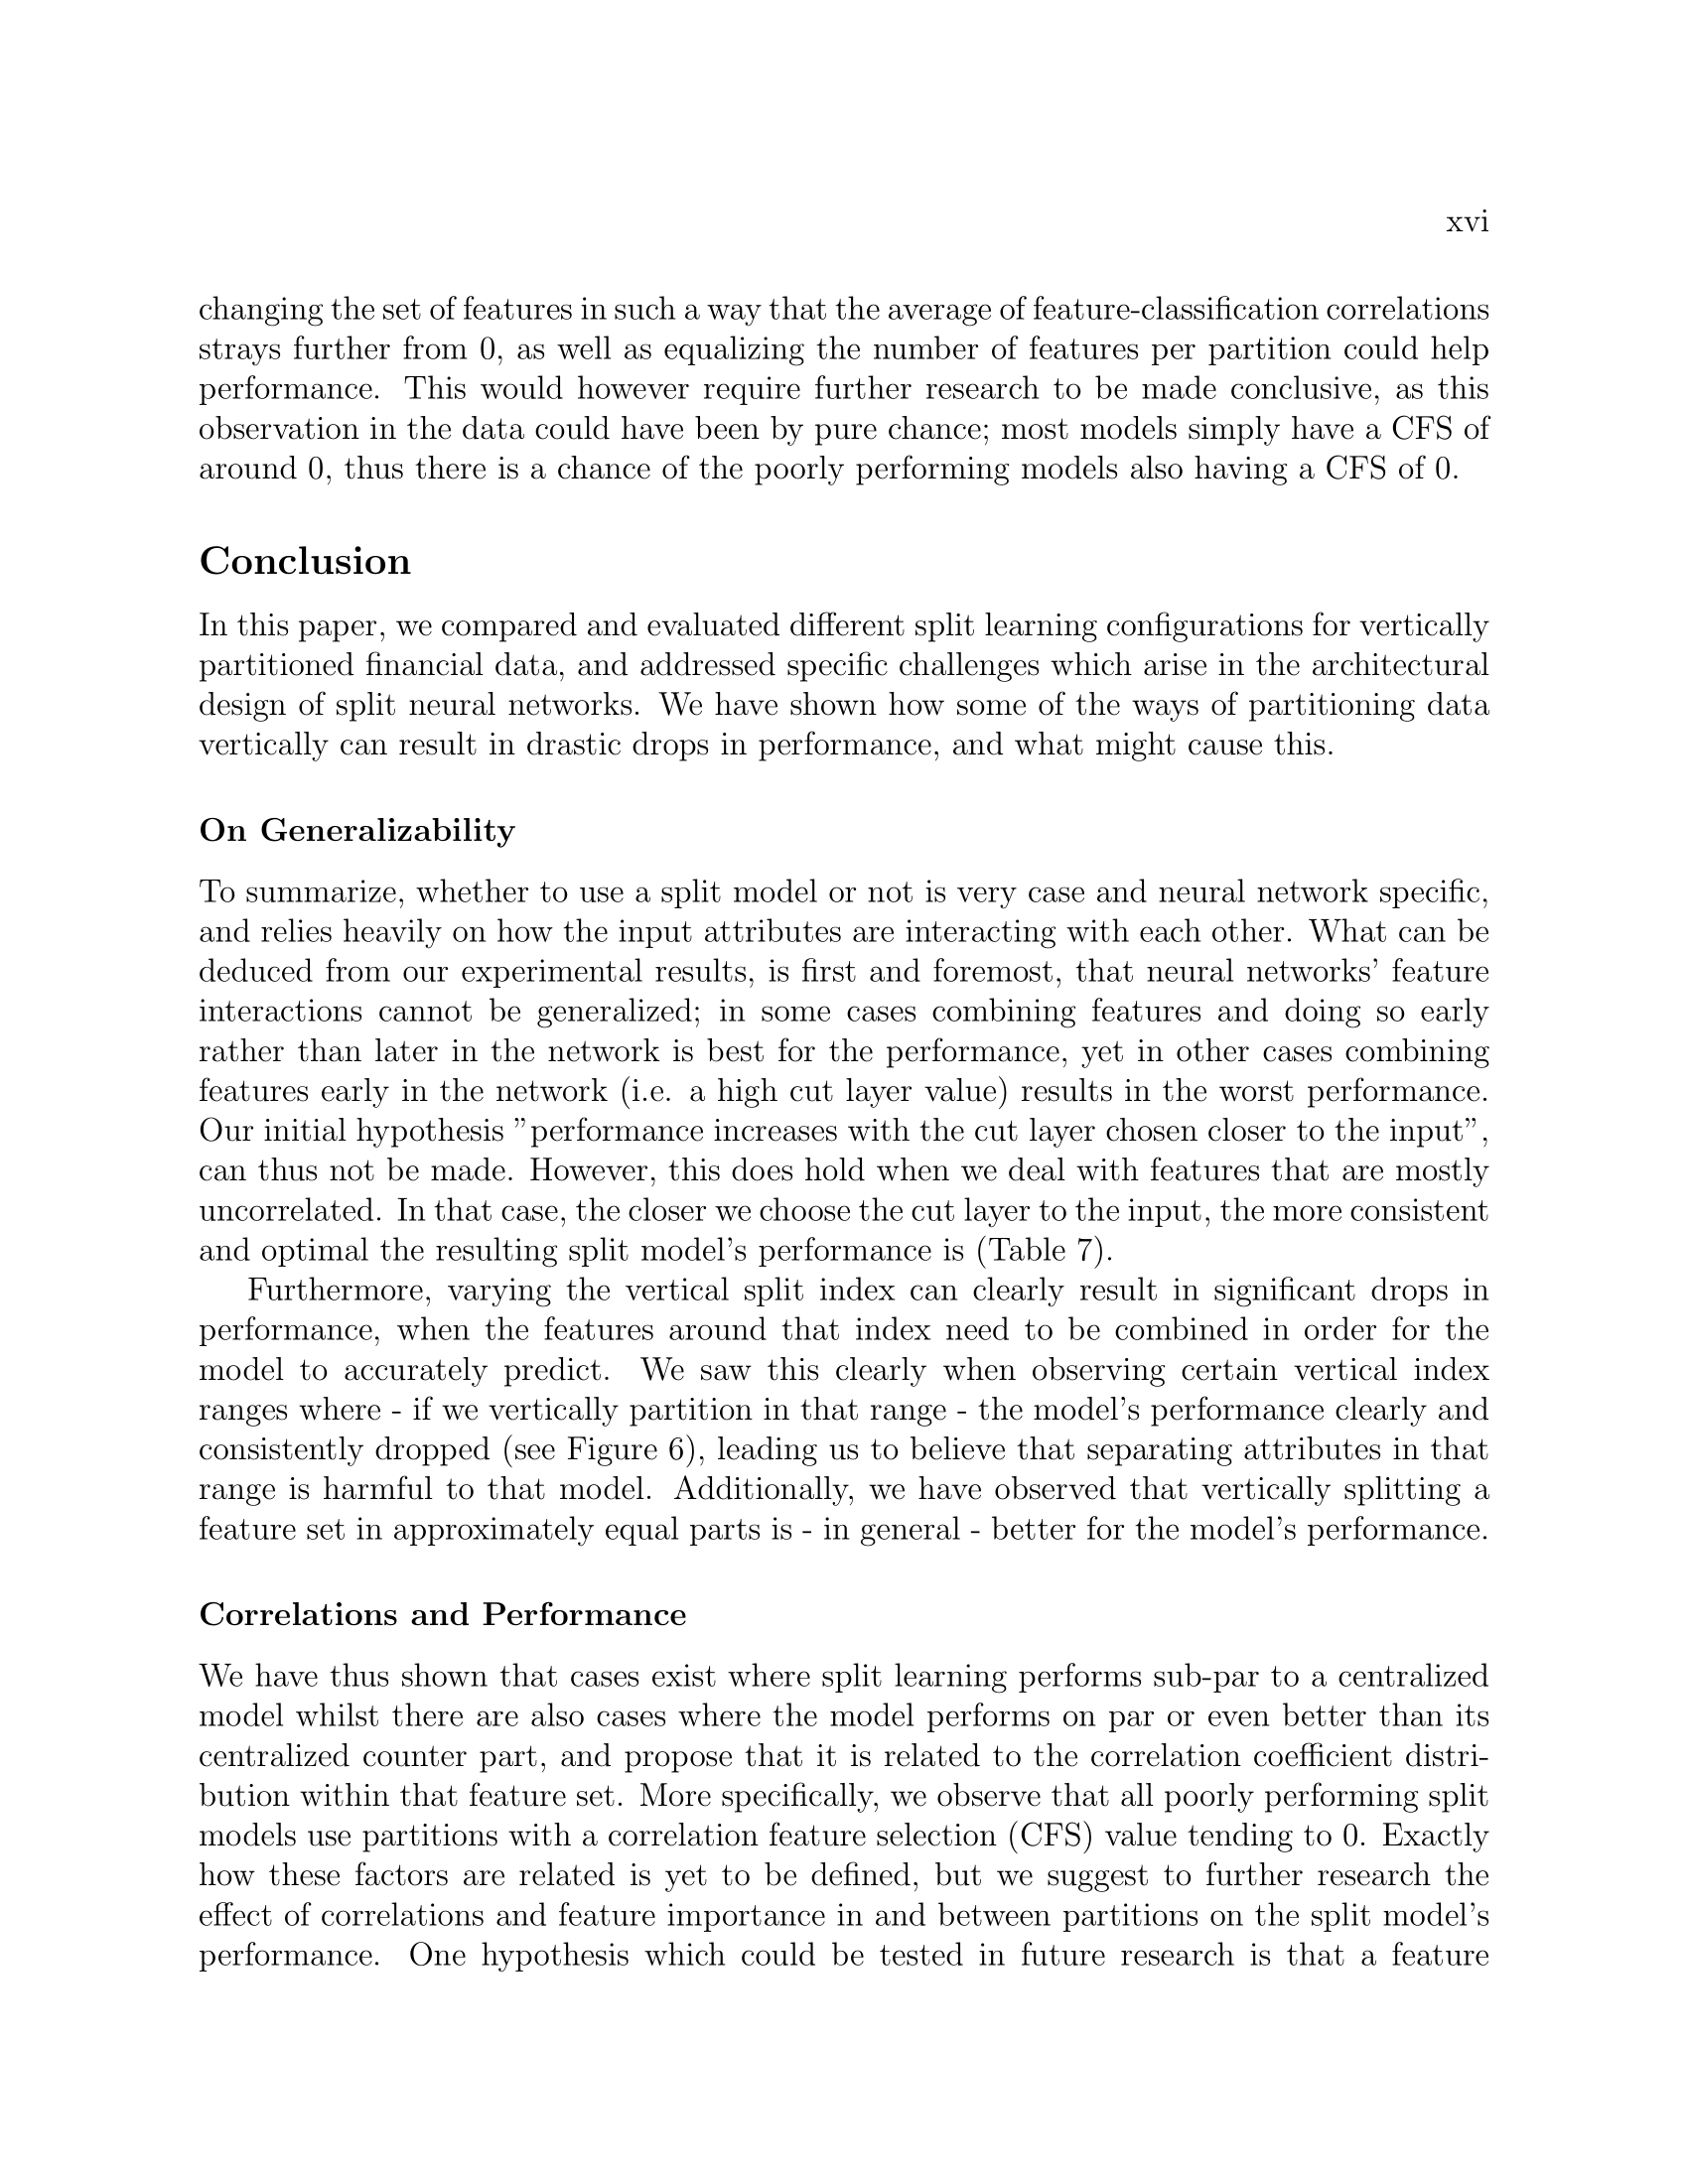 xvi
changing the set of features in such a way that the average of feature-classification correlations
strays further from 0, as well as equalizing the number of features per partition could help
performance. This would however require further research to be made conclusive, as this
observation in the data could have been by pure chance; most models simply have a CFS of
around 0, thus there is a chance of the poorly performing models also having a CFS of 0.
Conclusion
In this paper, we compared and evaluated different split learning configurations for vertically
partitioned financial data, and addressed specific challenges which arise in the architectural
design of split neural networks. We have shown how some of the ways of partitioning data
vertically can result in drastic drops in performance, and what might cause this.
On Generalizability
To summarize, whether to use a split model or not is very case and neural network specific,
and relies heavily on how the input attributes are interacting with each other. What can be
deduced from our experimental results, is first and foremost, that neural networks' feature
interactions cannot be generalized; in some cases combining features and doing so early
rather than later in the network is best for the performance, yet in other cases combining
features early in the network (i.e. a high cut layer value) results in the worst performance.
Our initial hypothesis ”performance increases with the cut layer chosen closer to the input”,
can thus not be made. However, this does hold when we deal with features that are mostly
uncorrelated. In that case, the closer we choose the cut layer to the input, the more consistent
and optimal the resulting split model's performance is (Table 7).
Furthermore, varying the vertical split index can clearly result in significant drops in
performance, when the features around that index need to be combined in order for the
model to accurately predict. We saw this clearly when observing certain vertical index
ranges where - if we vertically partition in that range - the model's performance clearly and
consistently dropped (see Figure 6), leading us to believe that separating attributes in that
range is harmful to that model. Additionally, we have observed that vertically splitting a
feature set in approximately equal parts is - in general - better for the model's performance.
Correlations and Performance
We have thus shown that cases exist where split learning performs sub-par to a centralized
model whilst there are also cases where the model performs on par or even better than its
centralized counter part, and propose that it is related to the correlation coefficient distri-
bution within that feature set. More specifically, we observe that all poorly performing split
models use partitions with a correlation feature selection (CFS) value tending to 0. Exactly
how these factors are related is yet to be defined, but we suggest to further research the
effect of correlations and feature importance in and between partitions on the split model's
performance. One hypothesis which could be tested in future research is that a feature